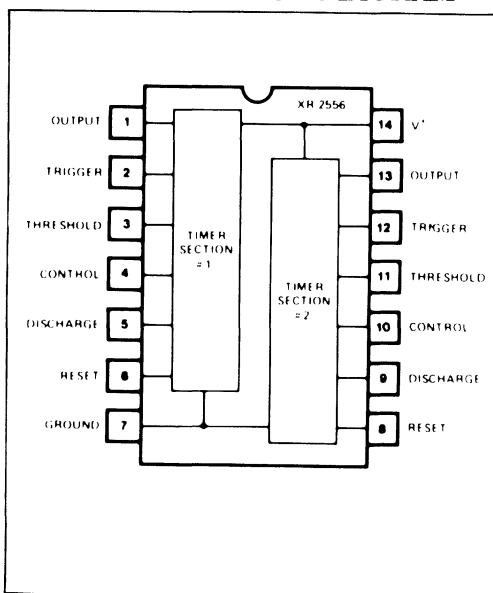 XR 2556
OUTPUT 1
TRIGGER 2
THRESHOLD 3
CONTROL 4
DISCHARGE 5
RESET 6
GROUND 7
TIMER
SECTION
#1
TIMER
SECTION
#2
14 V+
13 OUTPUT
12 TRIGGER
11 THRESHOLD
10 CONTROL
9 DISCHARGE
8 RESET